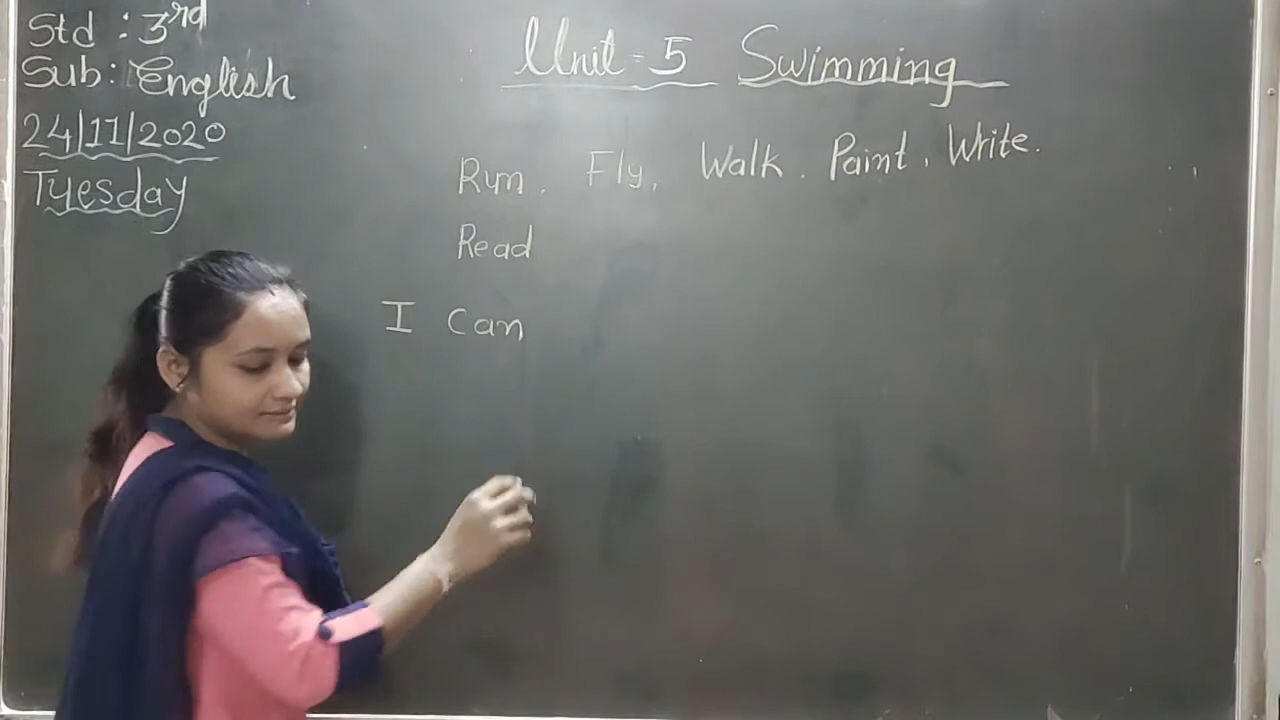 Std : 3rd
Sub : English
24/11/2020
Tuesday
Unit - 5 Swimming
Run, Fly, Walk. Paint, Write.
Read
I Can